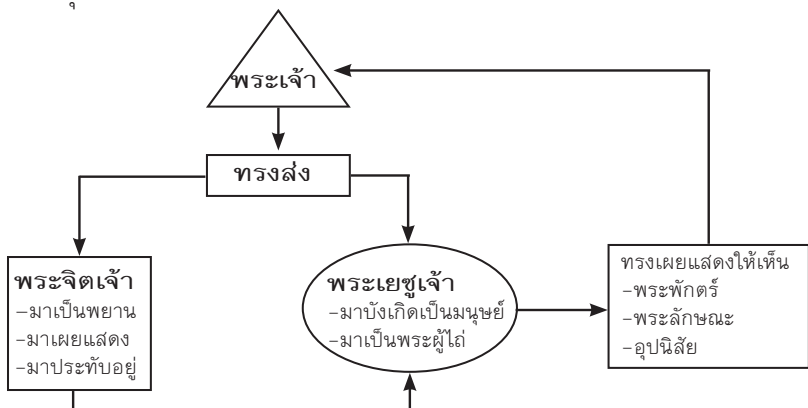 พระเจ้า
ทรงส่ง
พระจิตเจ้า
-มาเป็นพยาน
-มาเผยแสดง
-มาประทับอยู่
พระเยซูเจ้า
-มาบังเกิดเป็นมนุษย์
-มาเป็นพระผู้ไถ่
ทรงเผยแสดงให้เห็น
-พระพักตร์
-พระลักษณะ
-อุปนิสัย